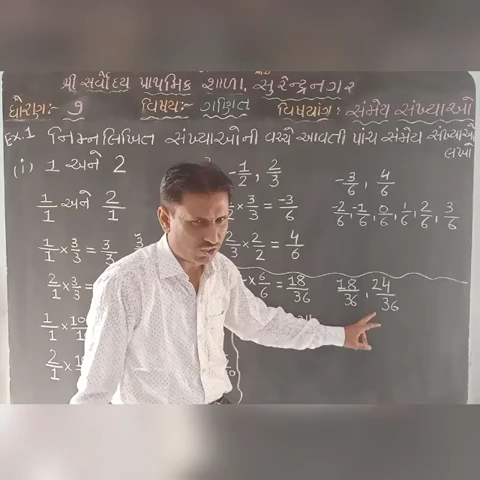 શ્રી સર્વોદય પ્રાથમિક શાળા, સુરેન્દ્રનગર
ધોરણ:- ૭ વિષય:- ગણિત વિષયાંગ: સંમેય સંખ્યાઓ
Ex.1 નિમ્નલિખિત સંખ્યાઓની વચ્ચે આવતી પાંચ સંમેય સંખ્યાઓ
લખો
(i) 1 અને 2
-1/2, 2/3
-3/6, 4/6
1/1 અને 2/1
× 3/3 = -3/6
-2/6, -1/6, 0/6, 1/6, 2/6, 3/6
1/1 × 3/3 = 3/3
2/3 × 2/2 = 4/6
2/1 × 3/3 =
× 6/6 = 18/36
18/36, 24/36
1/1 × 10/
2/1 ×